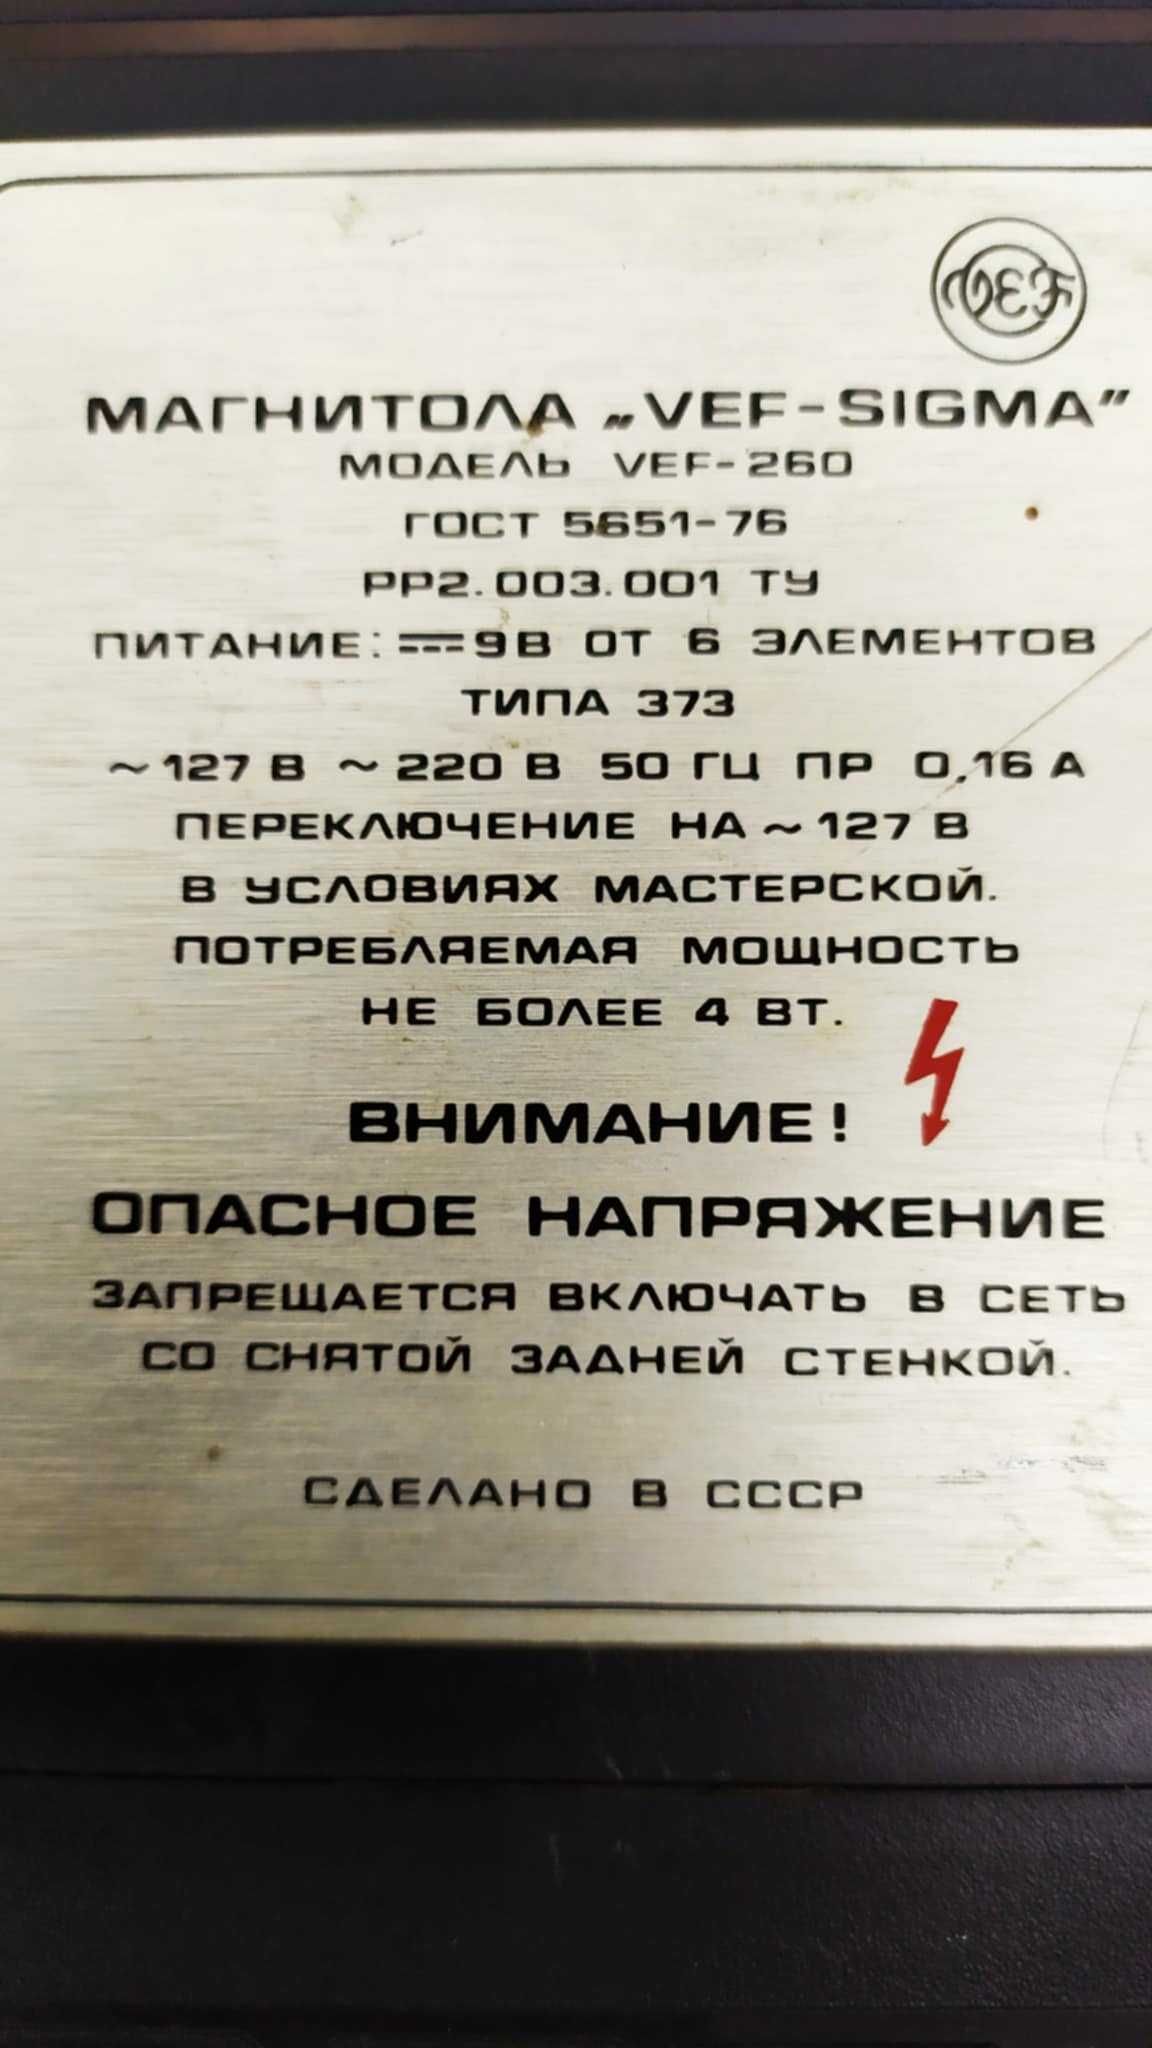 VEF
МАГНИТОЛА „VEF-SIGMA”
МОДЕЛЬ VEF-260
ГОСТ 5651-76
РР2.003.001 ТУ
ПИТАНИЕ: ⎓9В ОТ 6 ЭЛЕМЕНТОВ
ТИПА 373
~127 В ~220 В 50 ГЦ ПР 0,16 А
ПЕРЕКЛЮЧЕНИЕ НА ~127 В
В УСЛОВИЯХ МАСТЕРСКОЙ.
ПОТРЕБЛЯЕМАЯ МОЩНОСТЬ
НЕ БОЛЕЕ 4 ВТ.
ВНИМАНИЕ!
ОПАСНОЕ НАПРЯЖЕНИЕ
ЗАПРЕЩАЕТСЯ ВКЛЮЧАТЬ В СЕТЬ
СО СНЯТОЙ ЗАДНЕЙ СТЕНКОЙ.
СДЕЛАНО В СССР